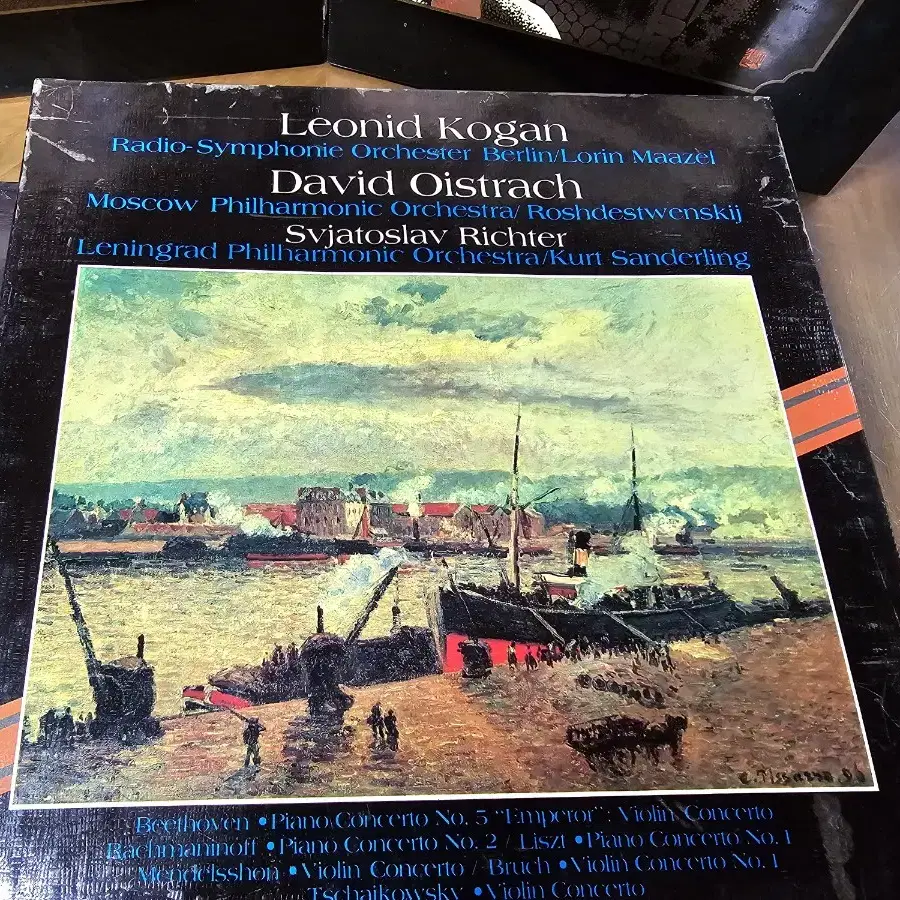 Leonid Kogan
Radio-Symphonie Orchester Berlin/Lorin Maazel
David Oistrach
Moscow Philharmonic Orchestra/Roshdestwenskij
Svjatoslav Richter
Leningrad Philharmonic Orchestra/Kurt Sanderling
C. Pissarro 96
Beethoven • Piano Concerto No. 5 "Emperor" : Violin Concerto
Rachmaninoff • Piano Concerto No. 2 / Liszt • Piano Concerto No. 1
Mendelsshon • Violin Concerto / Bruch • Violin Concerto No. 1
Tschaikowsky • Violin Concerto